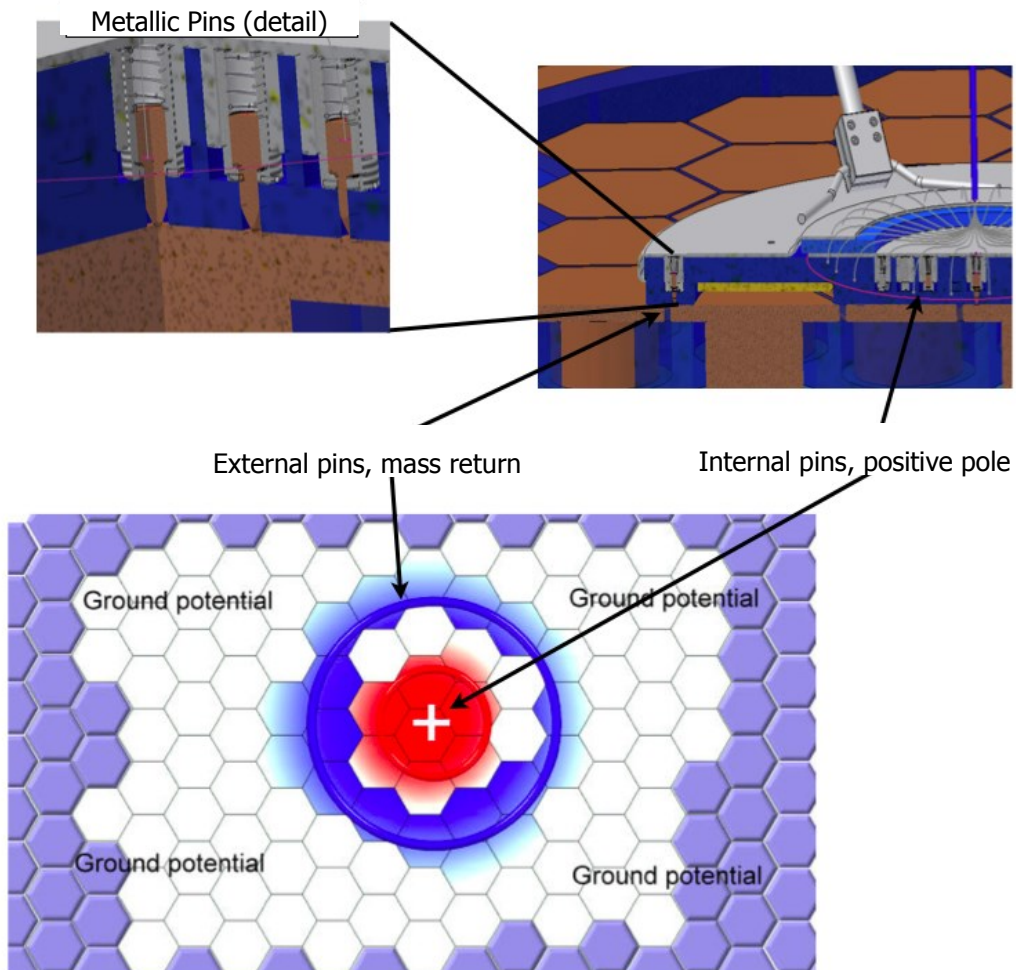 Metallic Pins (detail)
External pins, mass return
Internal pins, positive pole
Ground potential
Ground potential
+
Ground potential
Ground potential